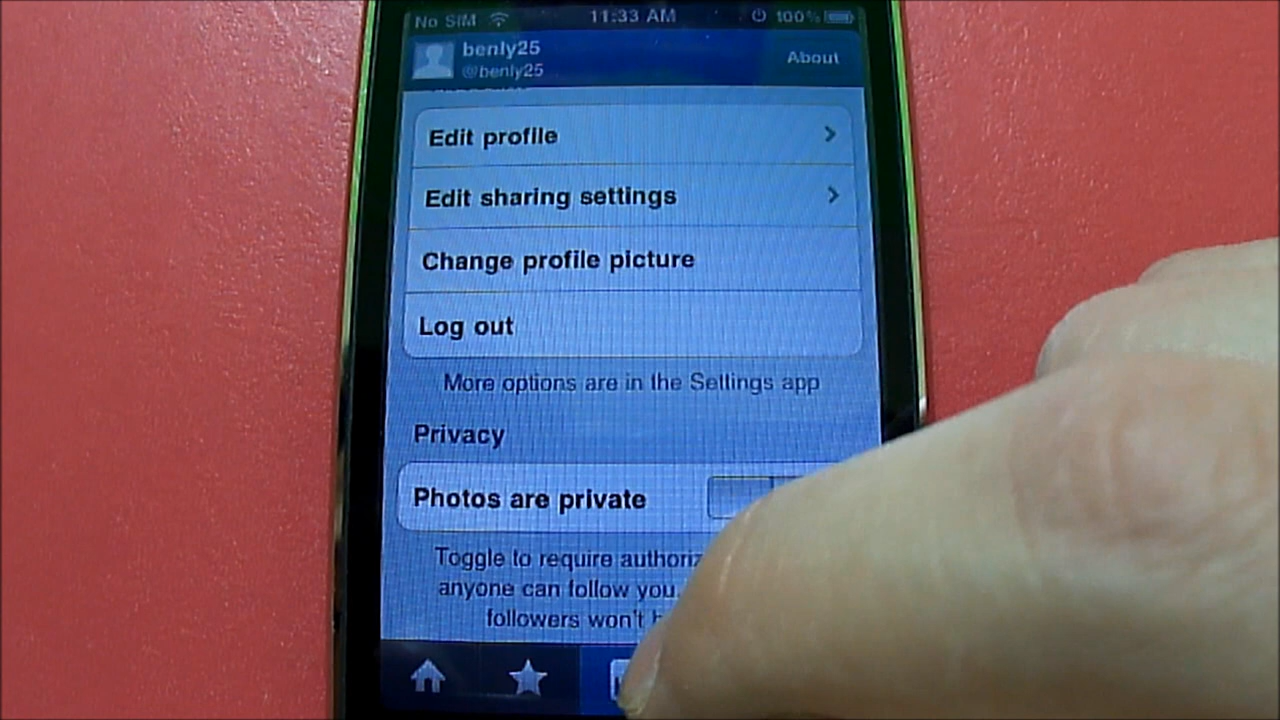 No SIM 11:33 AM 100%
benly25
@benly25
About
Edit profile
Edit sharing settings
Change profile picture
Log out
More options are in the Settings app
Privacy
Photos are private
Toggle to require
anyone can follow you.
followers won't